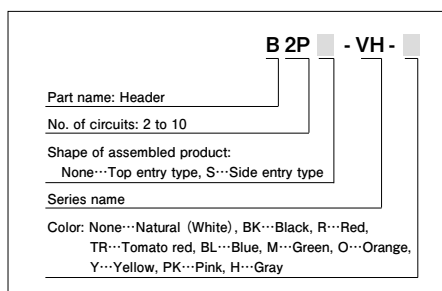 B 2P - VH -
Part name: Header
No. of circuits: 2 to 10
Shape of assembled product:
None…Top entry type, S…Side entry type
Series name
Color: None…Natural (White), BK…Black, R…Red,
TR…Tomato red, BL…Blue, M…Green, O…Orange,
Y…Yellow, PK…Pink, H…Gray